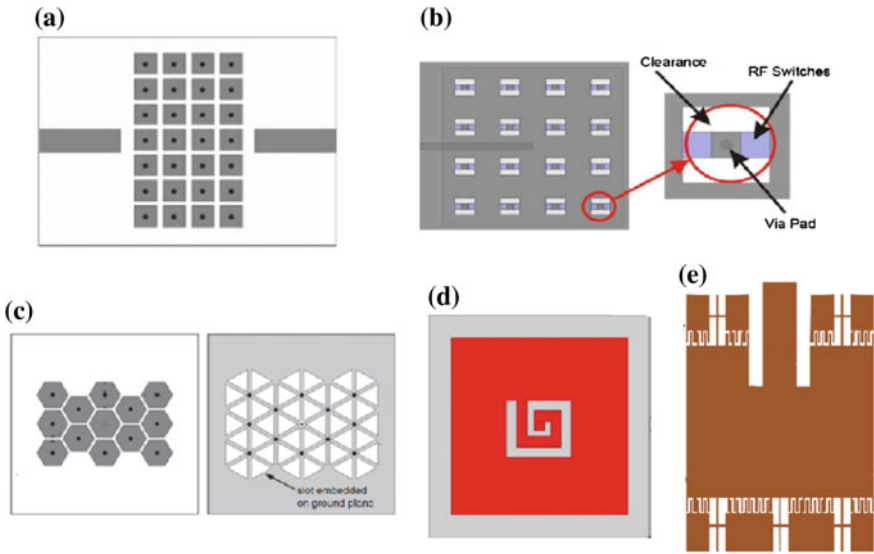 (a)
(b)
Clearance
RF Switches
Via Pad
(c)
slot embedded
on ground plane
(d)
(e)